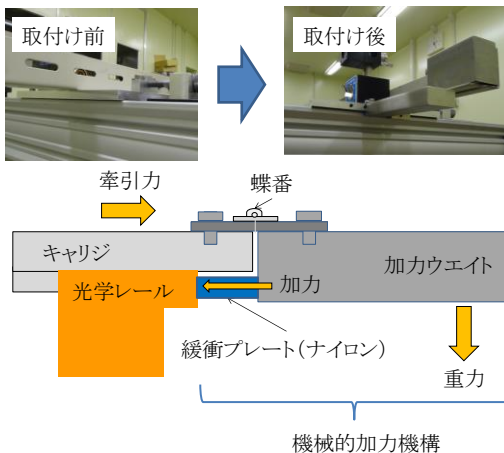 取付け前
取付け後
牽引力
蝶番
キャリジ
加力ウエイト
光学レール
加力
緩衝プレート(ナイロン)
重力
機械的加力機構